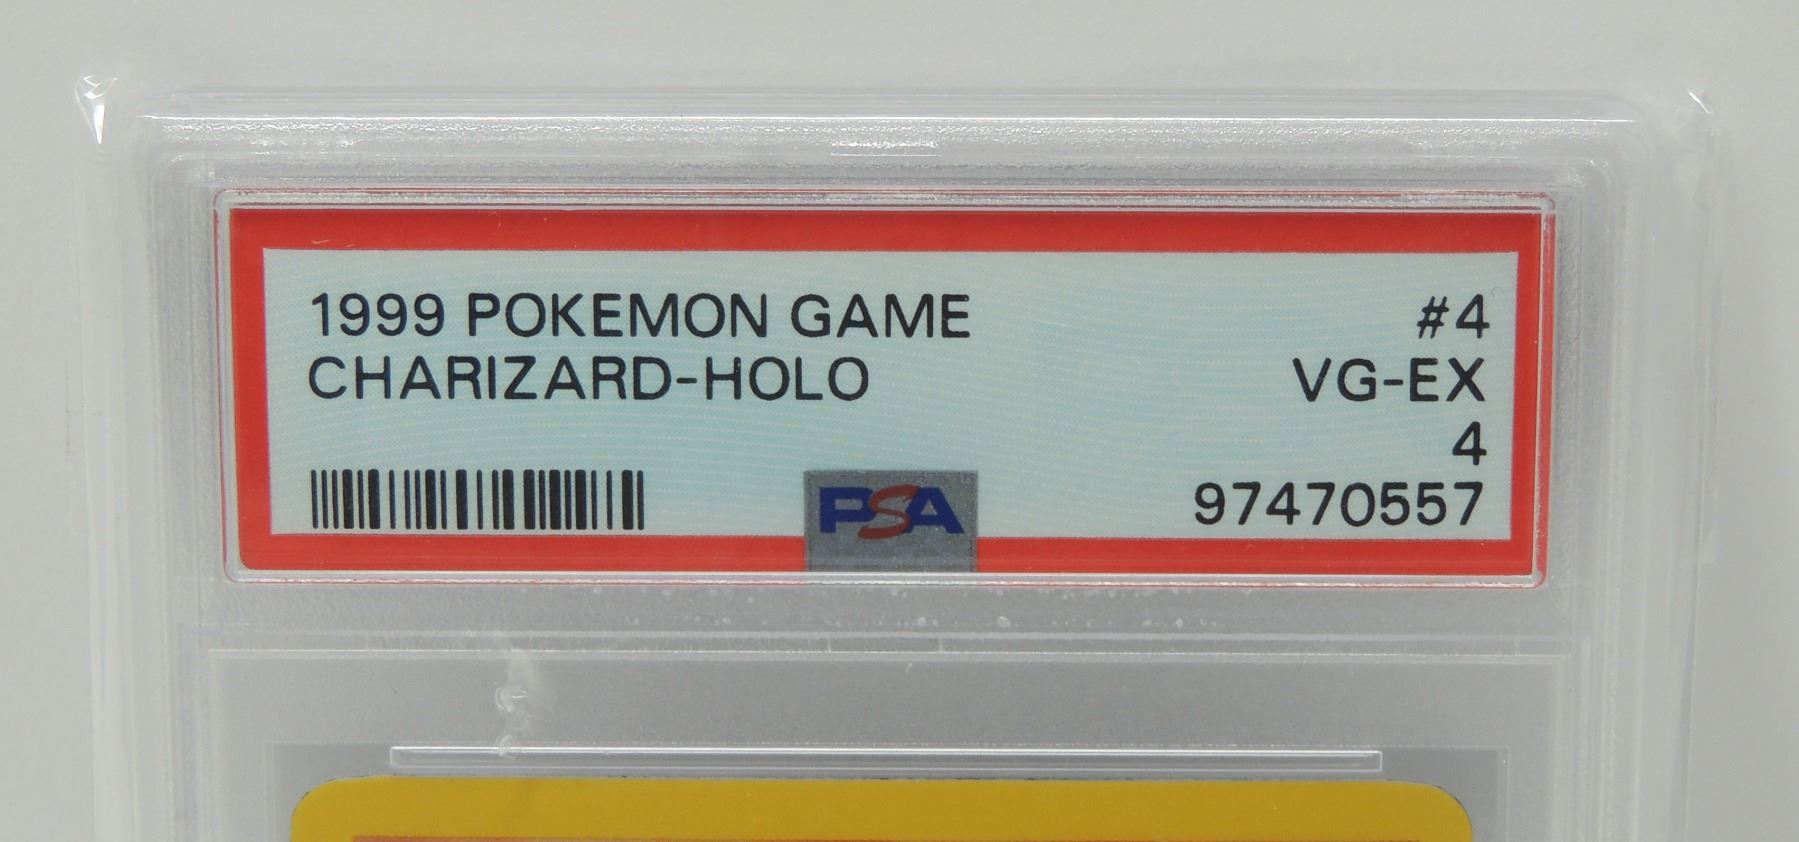 1999 POKEMON GAME #4
CHARIZARD-HOLO VG-EX
4
PSA 97470557